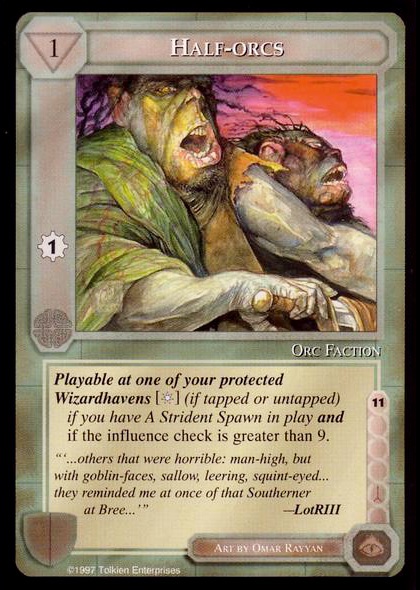 1
HALF-ORCS
1
ORC FACTION
Playable at one of your protected
Wizardhavens [] (if tapped or untapped)
if you have A Strident Spawn in play and
if the influence check is greater than 9.
11
“‘...others that were horrible: man-high, but
with goblin-faces, sallow, leering, squint-eyed...
they reminded me at once of that Southerner
at Bree...’” —LotRIII
ART BY OMAR RAYYAN
©1997 Tolkien Enterprises